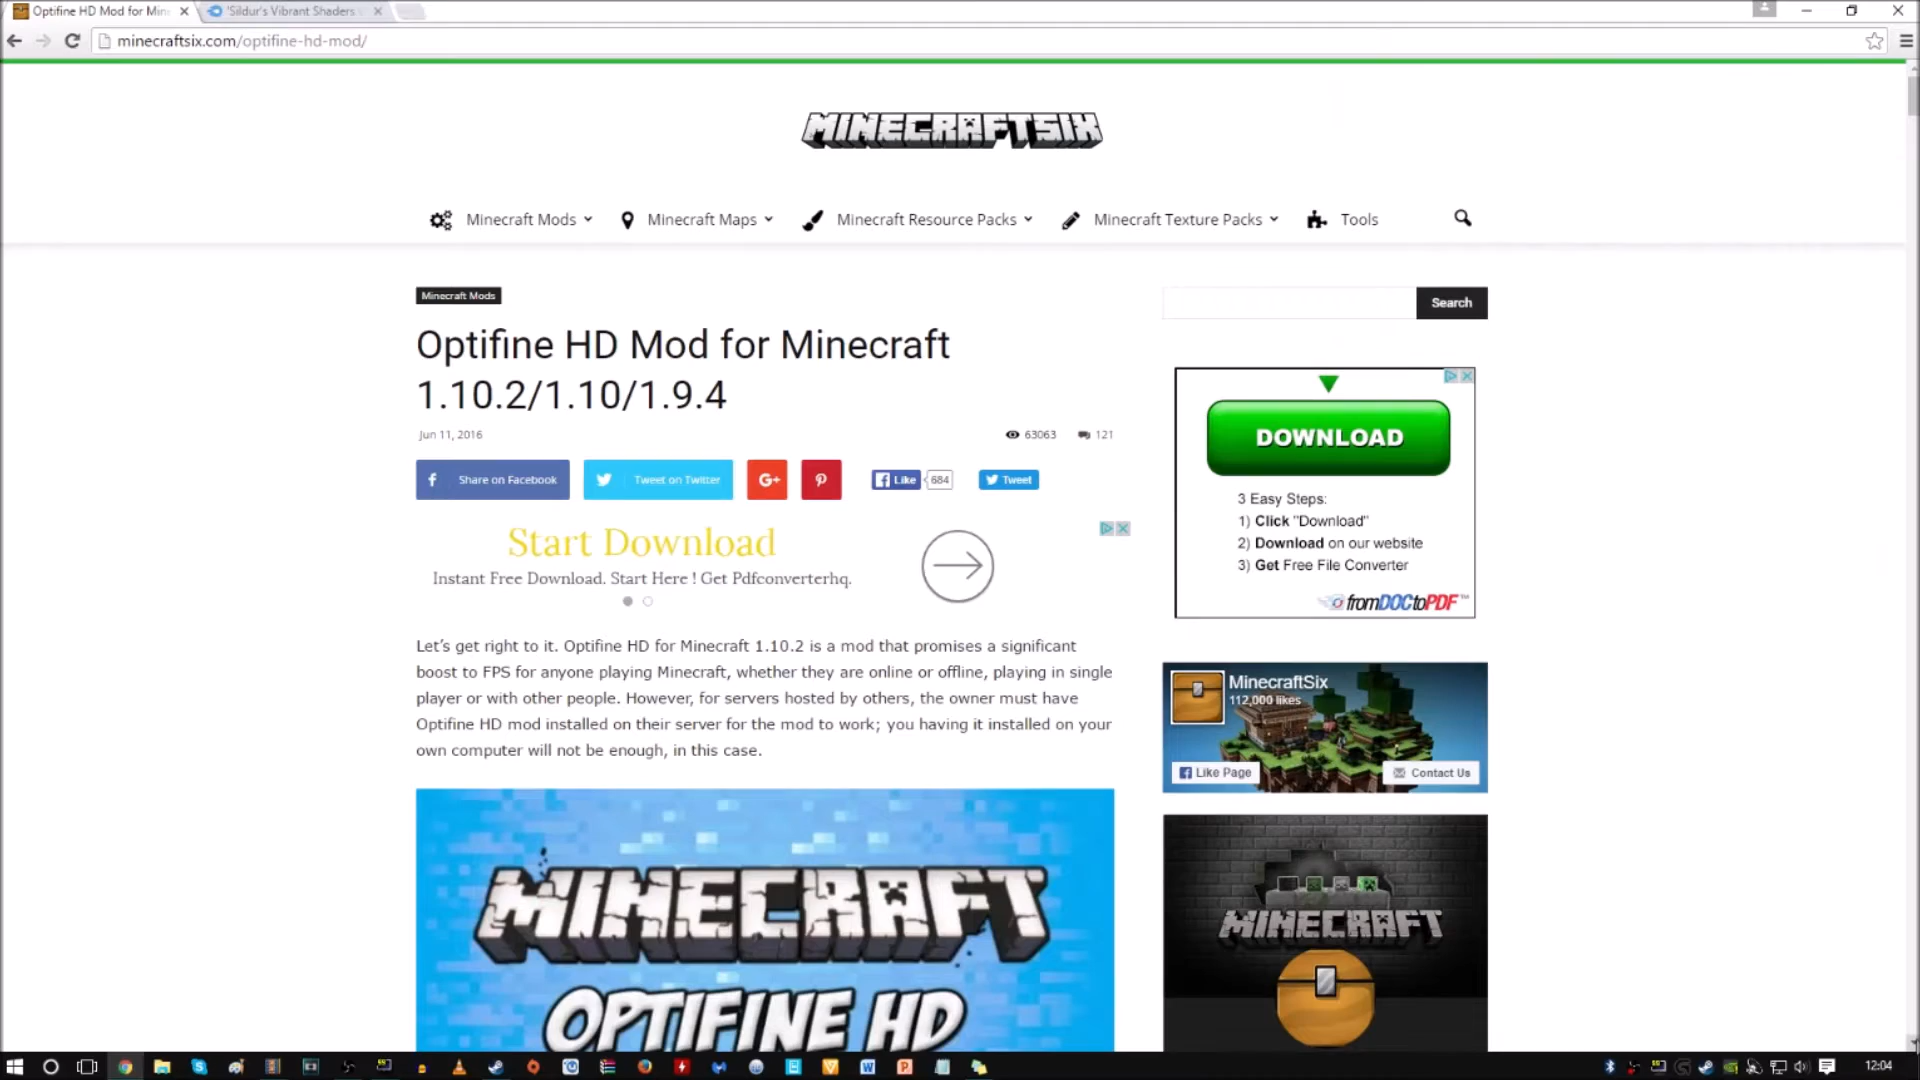 Optifine HD Mod for Min
'Sildur's Vibrant Shaders
minecraftsix.com/optifine-hd-mod/
MINECRAFTSIX
Minecraft Mods
Minecraft Maps
Minecraft Resource Packs
Minecraft Texture Packs
Tools
Minecraft Mods
Optifine HD Mod for Minecraft
1.10.2/1.10/1.9.4
Jun 11, 2016
63063
121
Share on Facebook
Tweet on Twitter
G+
Like
684
Tweet
Start Download
Instant Free Download. Start Here ! Get Pdfconverterhq.
Let’s get right to it. Optifine HD for Minecraft 1.10.2 is a mod that promises a significant
boost to FPS for anyone playing Minecraft, whether they are online or offline, playing in single
player or with other people. However, for servers hosted by others, the owner must have
Optifine HD mod installed on their server for the mod to work; you having it installed on your
own computer will not be enough, in this case.
MINECRAFT
OPTIFINE HD
Search
DOWNLOAD
3 Easy Steps:
1) Click "Download"
2) Download on our website
3) Get Free File Converter
fromDOCtoPDF™
MinecraftSix
112,000 likes
Like Page
Contact Us
MINECRAFT
12:04